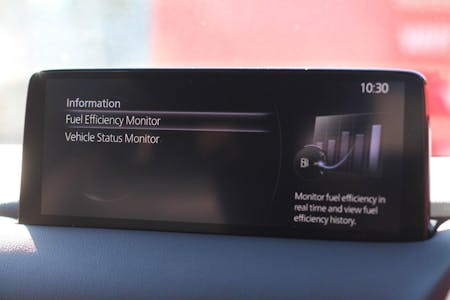 10:30
Information
Fuel Efficiency Monitor
Vehicle Status Monitor
Monitor fuel efficiency in
real time and view fuel
efficiency history.